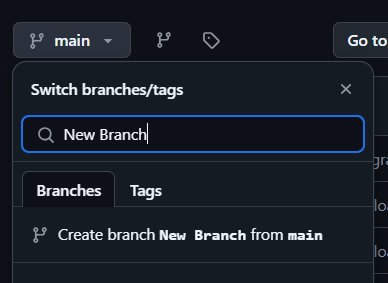 main
Go to
Switch branches/tags
New Branch
Branches Tags
Create branch New Branch from main